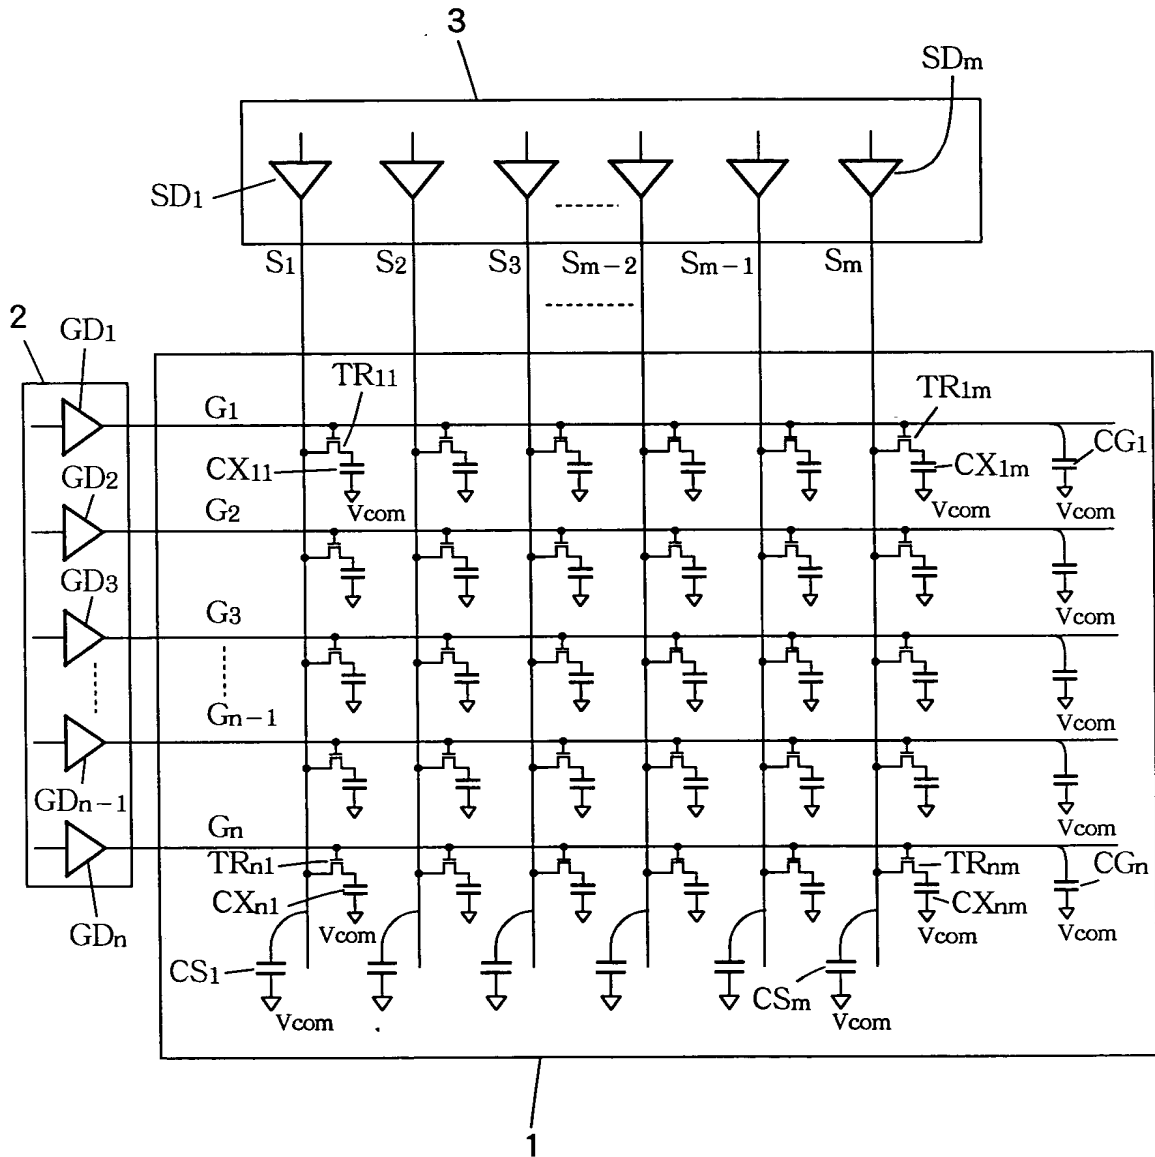 3
SDm
SD1
S1 S2 S3 Sm-2 Sm-1 Sm
2
GD1
TR11
TR1m
G1
CX11
CX1m
CG1
Vcom
Vcom
Vcom
GD2
G2
Vcom
GD3
G3
Vcom
Gn-1
GDn-1
Vcom
Gn
TRn1
TRnm
CGn
CXn1
CXnm
GDn
Vcom
Vcom
Vcom
CS1
CSm
Vcom
Vcom
1